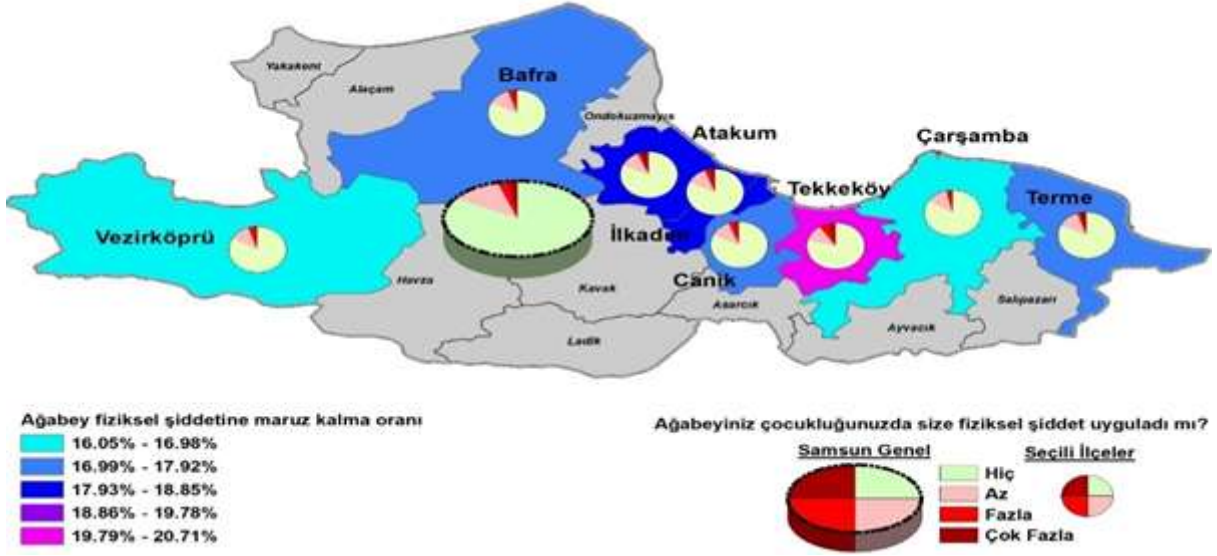 Yakakent
Alaçam
Bafra
Ondokuzmayıs
Atakum
Çarşamba
Tekkeköy
Terme
Vezirköprü
İlkadım
Canik
Havza
Kavak
Asarcık
Salıpazarı
Ayvacık
Ladik
Ağabey fiziksel şiddetine maruz kalma oranı
16.05% - 16.98%
16.99% - 17.92%
17.93% - 18.85%
18.86% - 19.78%
19.79% - 20.71%
Ağabeyiniz çocukluğunuzda size fiziksel şiddet uyguladı mı?
Samsun Genel
Seçili İlçeler
Hiç
Az
Fazla
Çok Fazla